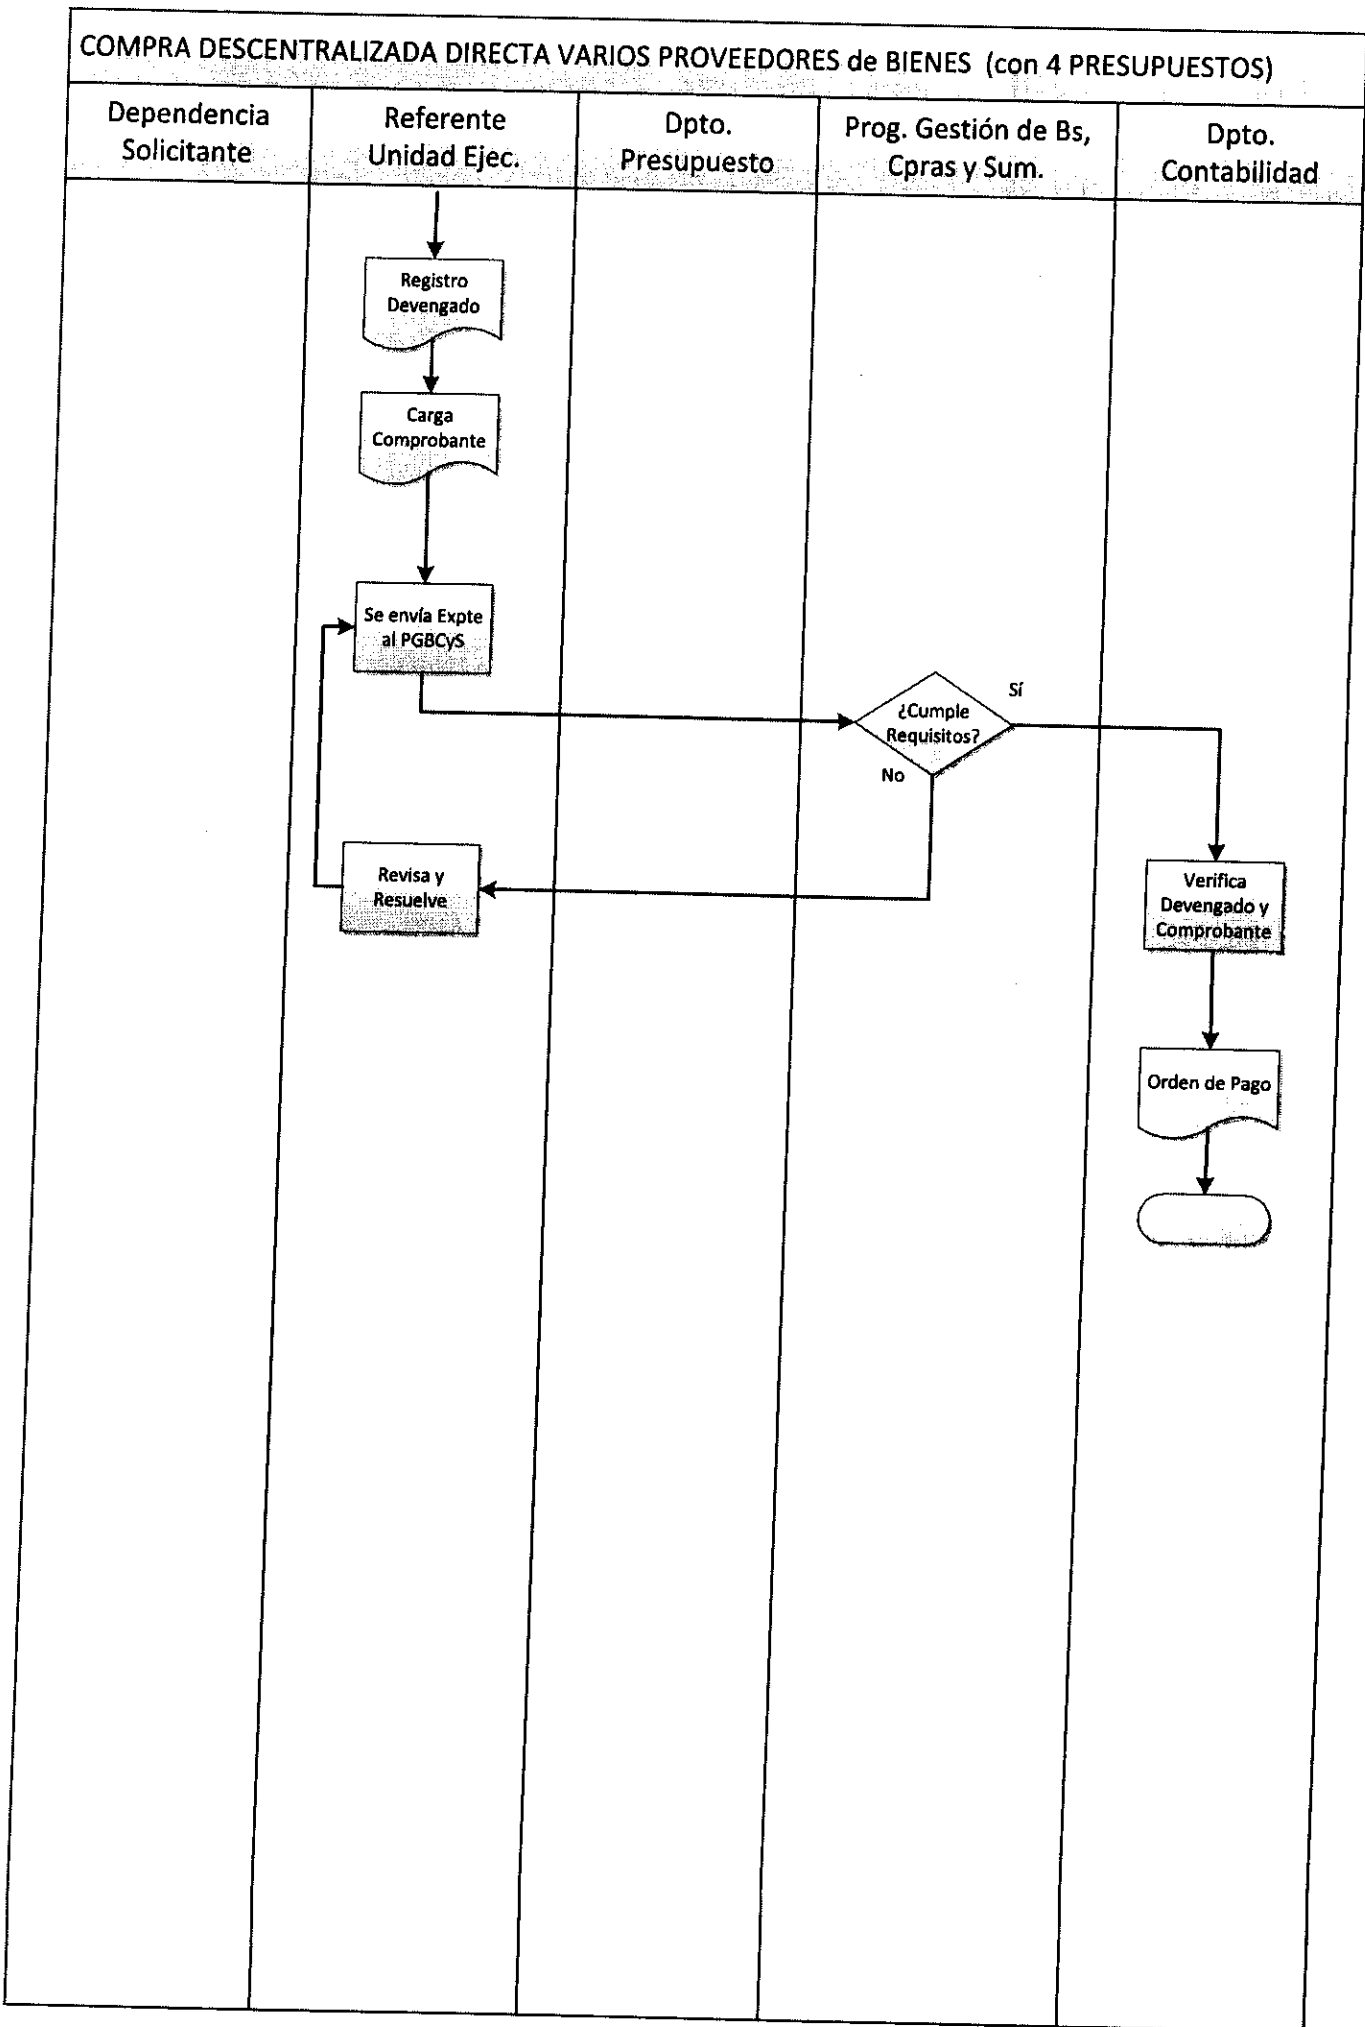 COMPRA DESCENTRALIZADA DIRECTA VARIOS PROVEEDORES de BIENES (con 4 PRESUPUESTOS)
Dependencia
Solicitante
Referente
Unidad Ejec.
Dpto.
Presupuesto
Prog. Gestión de Bs,
Cpras y Sum.
Dpto.
Contabilidad
Registro
Devengado
Carga
Comprobante
Se envía Expte
al PGBCyS
¿Cumple
Requisitos?
Sí
No
Revisa y
Resuelve
Verifica
Devengado y
Comprobante
Orden de Pago